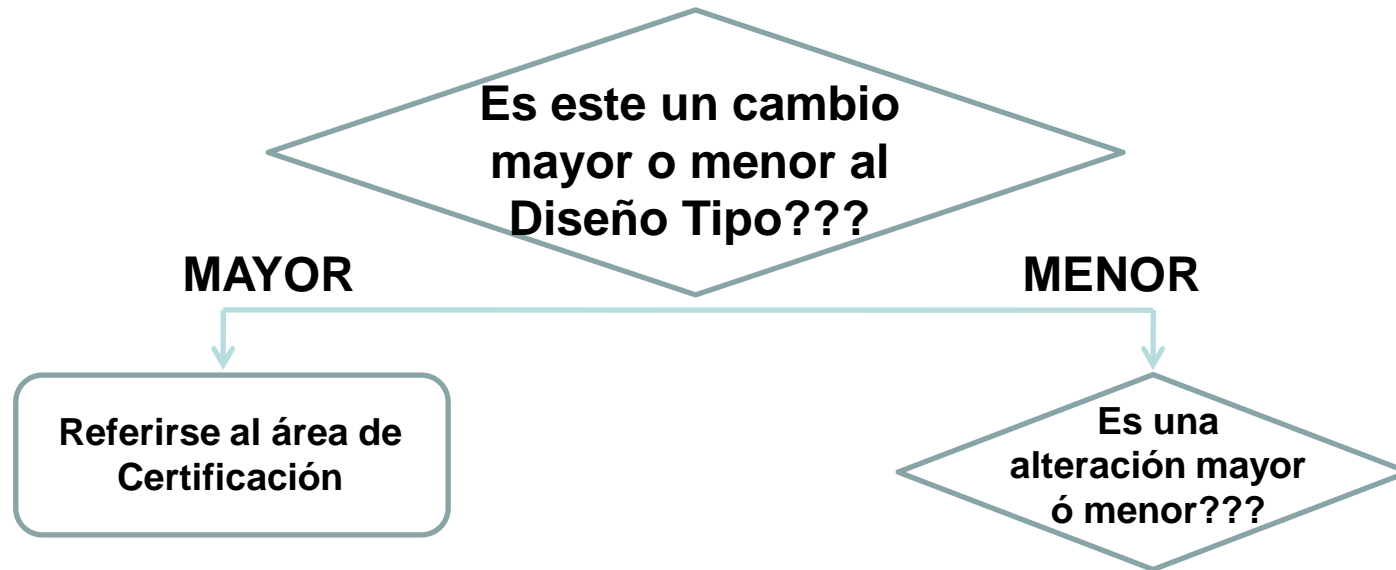 Es este un cambio
mayor o menor al
Diseño Tipo???
MAYOR
MENOR
Referirse al área de
Certificación
Es una
alteración mayor
ó menor???